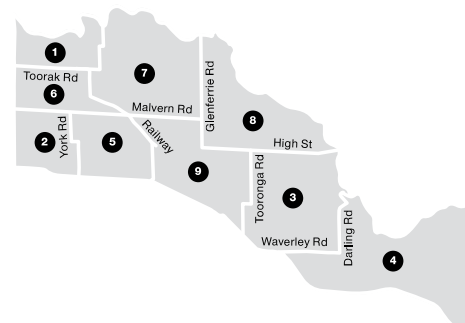 1
Toorak Rd
6
7
Malvern Rd
Glenferrie Rd
8
High St
2
York Rd
5
Railway
9
Tooronga Rd
3
Waverley Rd
Darling Rd
4